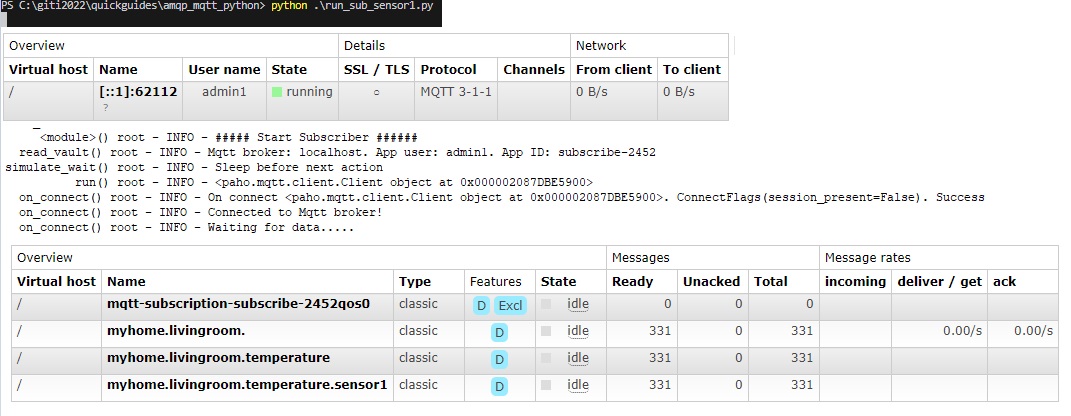 PS C:\giti2022\quickguides\amqp_mqtt_python> python .\run_sub_sensor1.py
Overview Details Network
Virtual host Name User name State SSL / TLS Protocol Channels From client To client
/ [::1]:62112 admin1 running ○ MQTT 3-1-1 0 B/s 0 B/s
?
<module>() root - INFO - ##### Start Subscriber ######
read_vault() root - INFO - Mqtt broker: localhost. App user: admin1. App ID: subscribe-2452
simulate_wait() root - INFO - Sleep before next action
run() root - INFO - <paho.mqtt.client.Client object at 0x000002087DBE5900>
on_connect() root - INFO - On connect <paho.mqtt.client.Client object at 0x000002087DBE5900>. ConnectFlags(session_present=False). Success
on_connect() root - INFO - Connected to Mqtt broker!
on_connect() root - INFO - Waiting for data.....
Overview Messages Message rates
Virtual host Name Type Features State Ready Unacked Total incoming deliver / get ack
/ mqtt-subscription-subscribe-2452qos0 classic D Excl idle 0 0 0
/ myhome.livingroom. classic D idle 331 0 331 0.00/s 0.00/s
/ myhome.livingroom.temperature classic D idle 331 0 331
/ myhome.livingroom.temperature.sensor1 classic D idle 331 0 331